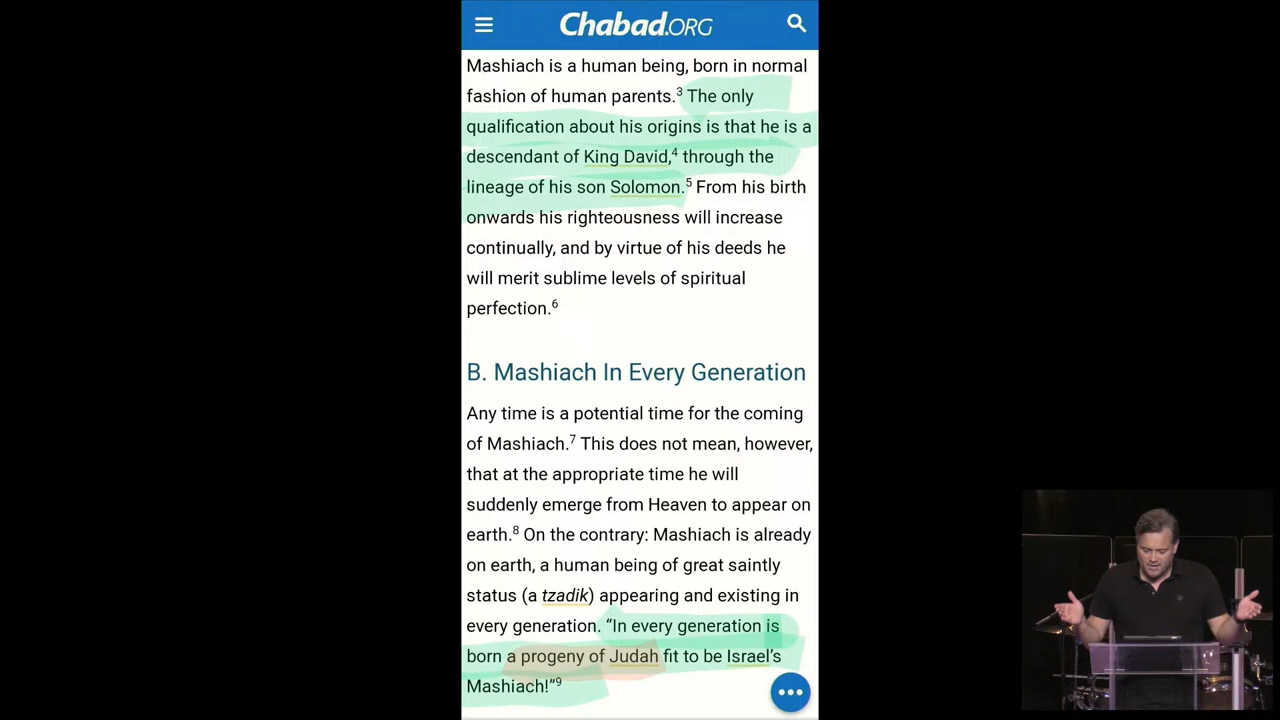 Chabad.ORG
Mashiach is a human being, born in normal
fashion of human parents.3 The only
qualification about his origins is that he is a
descendant of King David,4 through the
lineage of his son Solomon.5 From his birth
onwards his righteousness will increase
continually, and by virtue of his deeds he
will merit sublime levels of spiritual
perfection.6
B. Mashiach In Every Generation
Any time is a potential time for the coming
of Mashiach.7 This does not mean, however,
that at the appropriate time he will
suddenly emerge from Heaven to appear on
earth.8 On the contrary: Mashiach is already
on earth, a human being of great saintly
status (a tzadik) appearing and existing in
every generation. “In every generation is
born a progeny of Judah fit to be Israel’s
Mashiach!”9